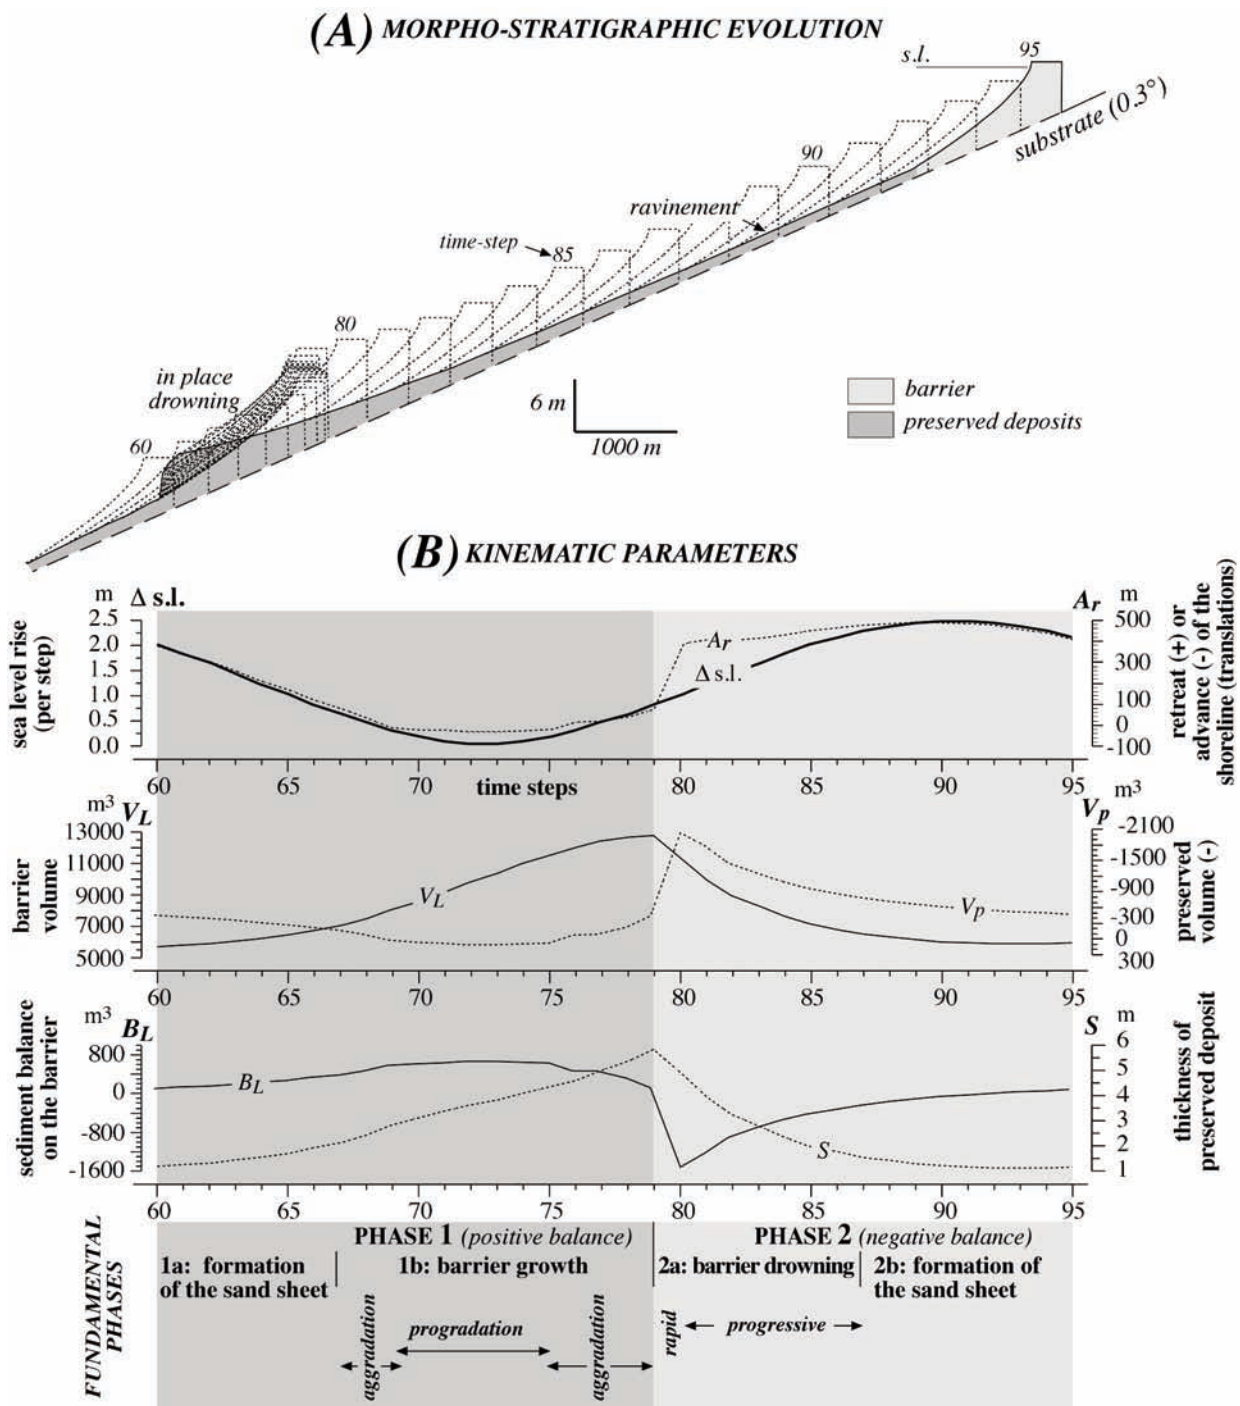 (A) MORPHO-STRATIGRAPHIC EVOLUTION
s.l.
95
substrate (0.3°)
90
ravinement
time-step
85
80
in place
drowning
60
6 m
1000 m
barrier
preserved deposits
(B) KINEMATIC PARAMETERS
sea level rise
(per step)
m
Δ s.l.
2.5
2.0
1.5
1.0
0.5
0.0
Ar
Δ s.l.
Ar
m
500
300
100
0
-100
retreat (+) or
advance (-) of the
shoreline (translations)
60 65 70 time steps 80 85 90 95
barrier
volume
m³
VL
13000
11000
9000
7000
5000
VL
Vp
Vp
m³
-2100
-1500
-900
-300
0
300
preserved
volume (-)
60 65 70 75 80 85 90 95
sediment balance
on the barrier
m³
BL
800
0
-800
-1600
BL
S
S
m
6
5
4
3
2
1
thickness of
preserved deposit
60 65 70 75 80 85 90 95
FUNDAMENTAL
PHASES
PHASE 1 (positive balance)
PHASE 2 (negative balance)
1a: formation
of the sand sheet
1b: barrier growth
2a: barrier drowning
2b: formation of
the sand sheet
aggradation
progradation
aggradation
rapid
progressive